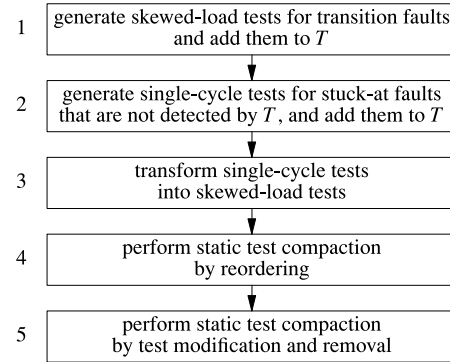 1
generate skewed-load tests for transition faults
and add them to T
2
generate single-cycle tests for stuck-at faults
that are not detected by T, and add them to T
3
transform single-cycle tests
into skewed-load tests
4
perform static test compaction
by reordering
5
perform static test compaction
by test modification and removal